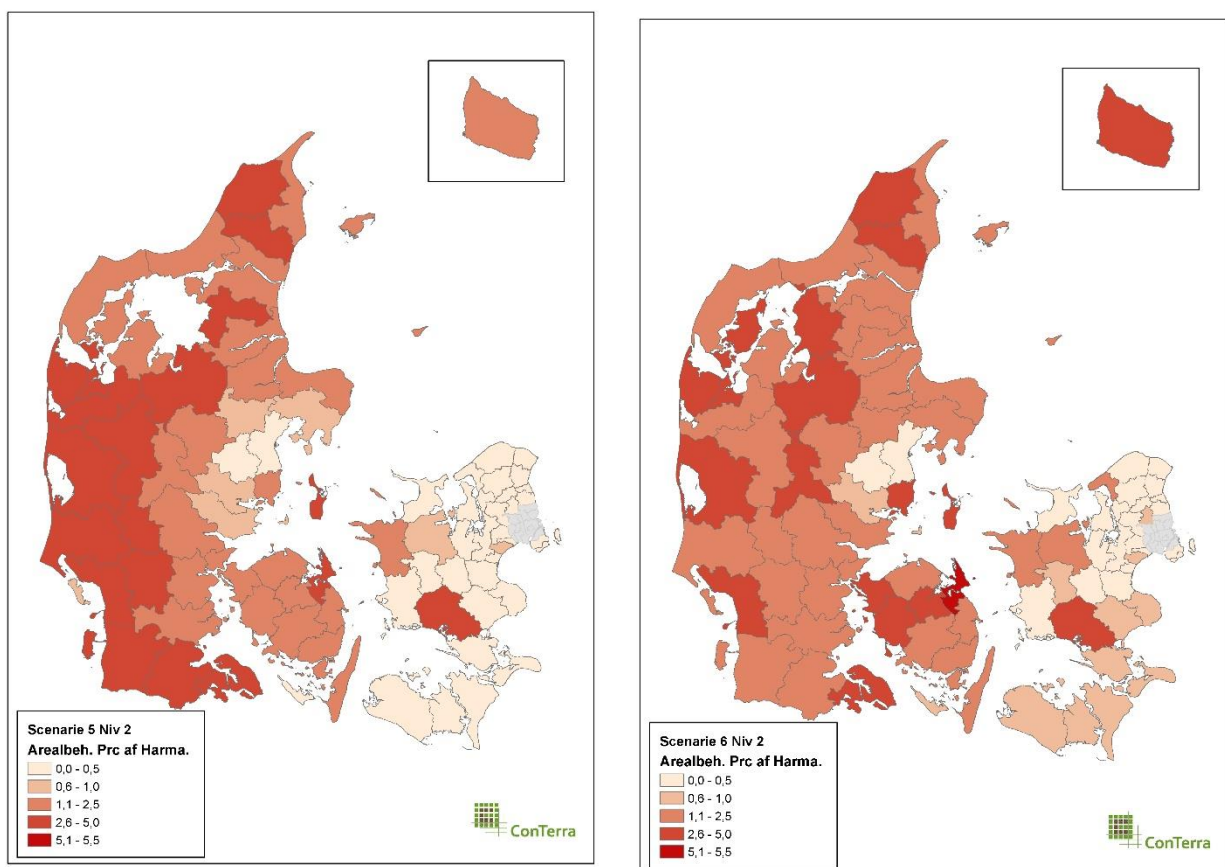 Scenarie 5 Niv 2
Arealbeh. Prc af Harma.
0,0 - 0,5
0,6 - 1,0
1,1 - 2,5
2,6 - 5,0
5,1 - 5,5
ConTerra
Scenarie 6 Niv 2
Arealbeh. Prc af Harma.
0,0 - 0,5
0,6 - 1,0
1,1 - 2,5
2,6 - 5,0
5,1 - 5,5
ConTerra